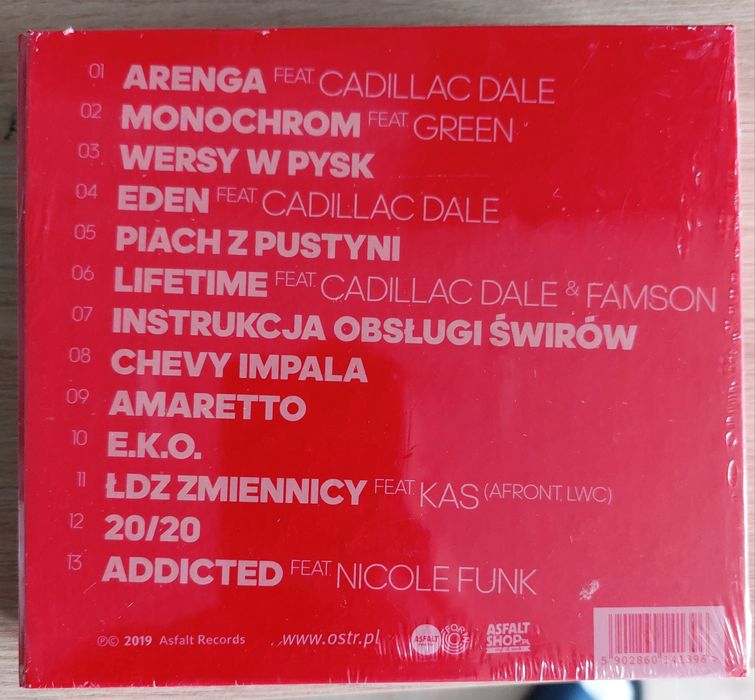 01 ARENGA FEAT. CADILLAC DALE
02 MONOCHROM FEAT. GREEN
03 WERSY W PYSK
04 EDEN FEAT. CADILLAC DALE
05 PIACH Z PUSTYNI
06 LIFETIME FEAT. CADILLAC DALE & FAMSON
07 INSTRUKCJA OBSŁUGI ŚWIRÓW
08 CHEVY IMPALA
09 AMARETTO
10 E.K.O.
11 ŁDZ ZMIENNICY FEAT. KAS (AFRONT, LWC)
12 20/20
13 ADDICTED FEAT. NICOLE FUNK
℗© 2019 Asfalt Records www.ostr.pl ASFALT ASFALT SHOP.PL
5 902860 141396